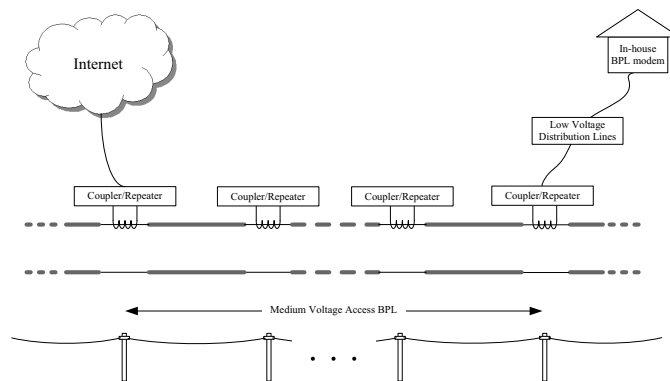 Internet
In-house
BPL modem
Low Voltage
Distribution Lines
Coupler/Repeater
Coupler/Repeater
Coupler/Repeater
Coupler/Repeater
Medium Voltage Access BPL